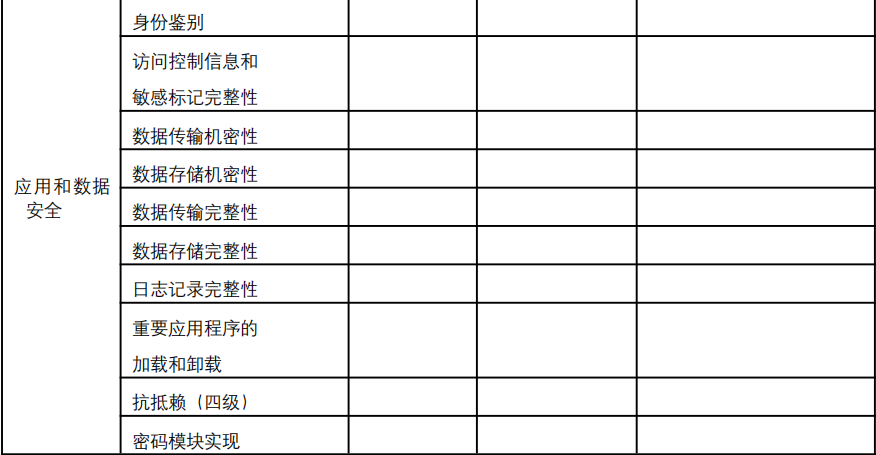 身份鉴别
访问控制信息和
敏感标记完整性
数据传输机密性
数据存储机密性
应用和数据
安全
数据传输完整性
数据存储完整性
日志记录完整性
重要应用程序的
加载和卸载
抗抵赖（四级）
密码模块实现